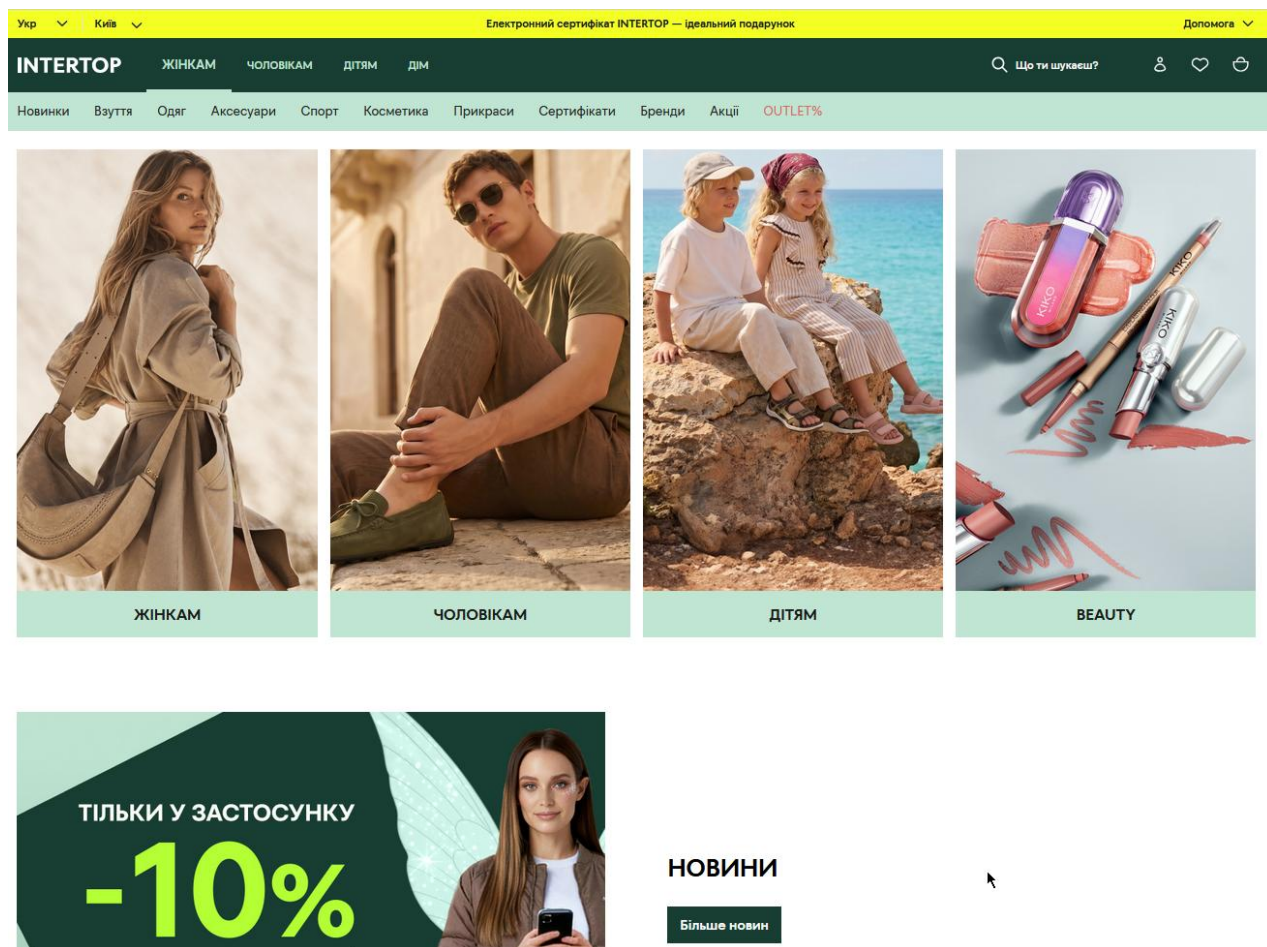 Укр
Київ
Електронний сертифікат INTERTOP — ідеальний подарунок
Допомога
INTERTOP
ЖІНКАМ
ЧОЛОВІКАМ
ДІТЯМ
ДІМ
Що ти шукаєш?
Новинки
Взуття
Одяг
Аксесуари
Спорт
Косметика
Прикраси
Сертифікати
Бренди
Акції
OUTLET%
KIKO
KIKO
KIKO
ЖІНКАМ
ЧОЛОВІКАМ
ДІТЯМ
BEAUTY
ТІЛЬКИ У ЗАСТОСУНКУ
-10%
НОВИНИ
Більше новин